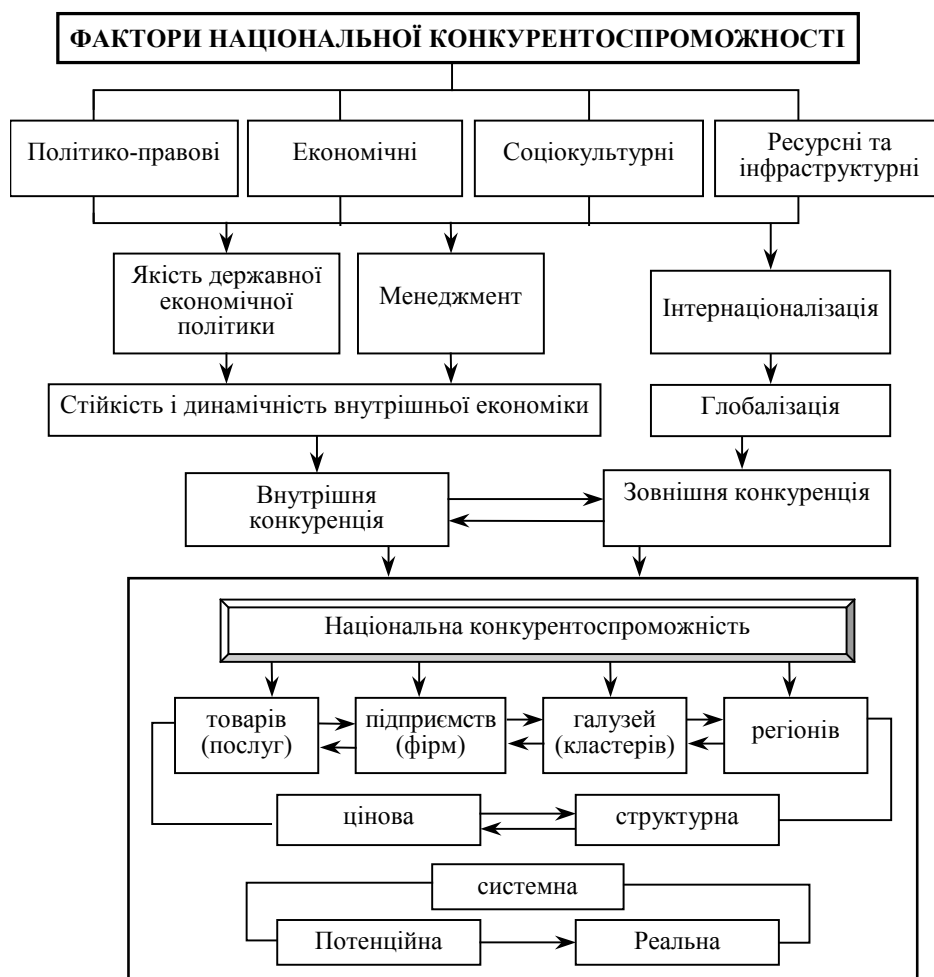 ФАКТОРИ НАЦІОНАЛЬНОЇ КОНКУРЕНТОСПРОМОЖНОСТІ
Політико-правові
Економічні
Соціокультурні
Ресурсні та
інфраструктурні
Якість державної
економічної
політики
Менеджмент
Інтернаціоналізація
Стійкість і динамічність внутрішньої економіки
Глобалізація
Внутрішня
конкуренція
Зовнішня конкуренція
Національна конкурентоспроможність
товарів
(послуг)
підприємств
(фірм)
галузей
(кластерів)
регіонів
цінова
структурна
системна
Потенційна
Реальна